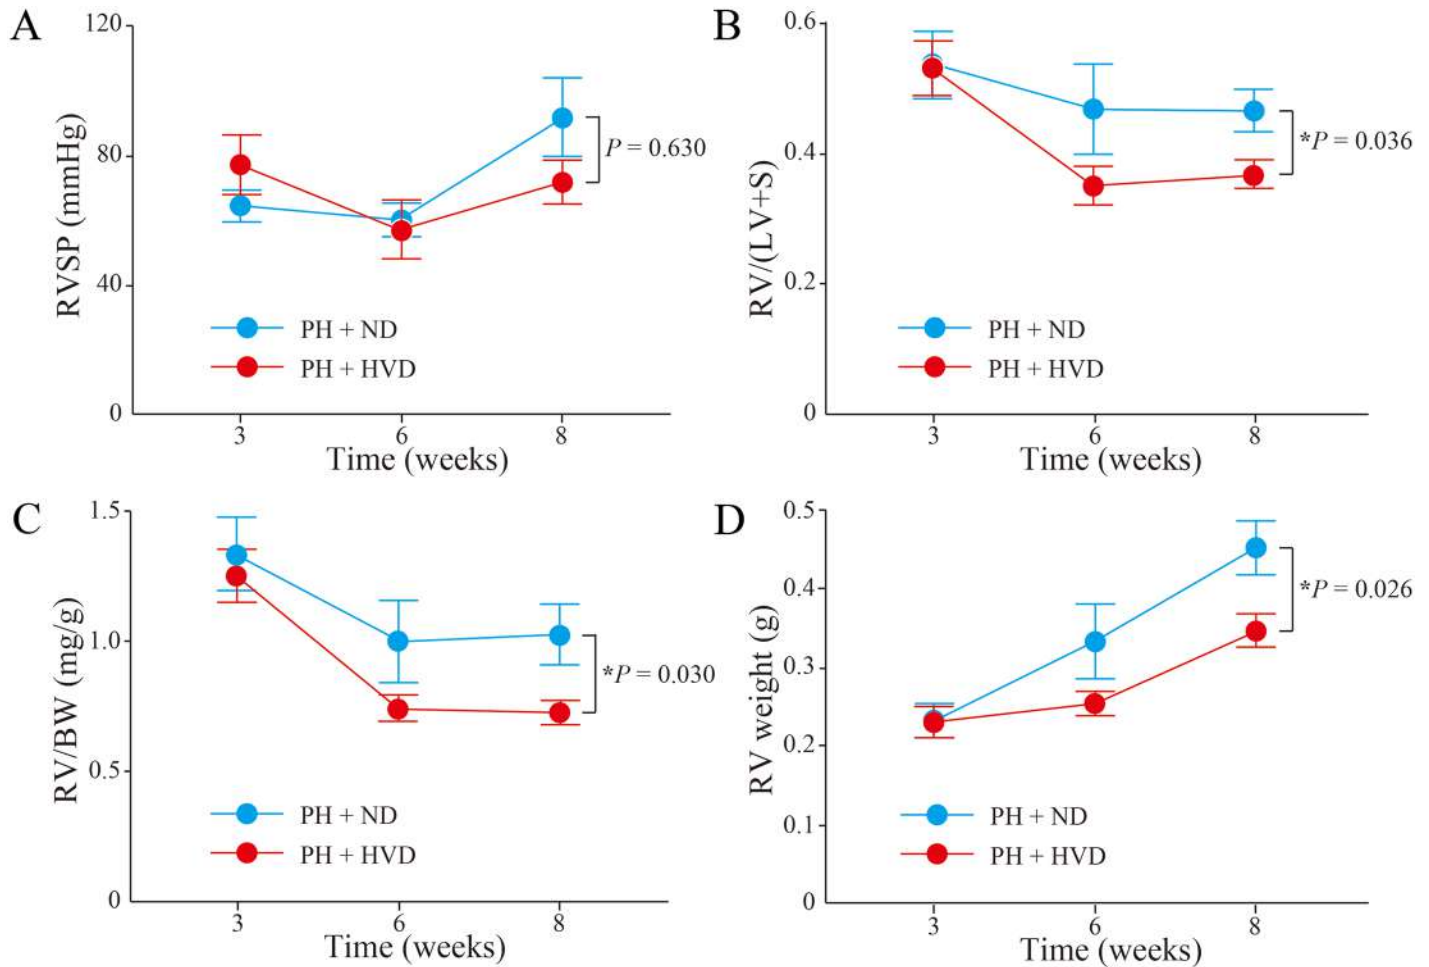 A
RVSP (mmHg)
120
80
40
0
P = 0.630
PH + ND
PH + HVD
3 6 8
Time (weeks)
B
RV/(LV+S)
0.6
0.4
0.2
0
*P = 0.036
PH + ND
PH + HVD
3 6 8
Time (weeks)
C
RV/BW (mg/g)
1.5
1.0
0.5
0
*P = 0.030
PH + ND
PH + HVD
3 6 8
Time (weeks)
D
RV weight (g)
0.5
0.4
0.3
0.2
0.1
0
*P = 0.026
PH + ND
PH + HVD
3 6 8
Time (weeks)